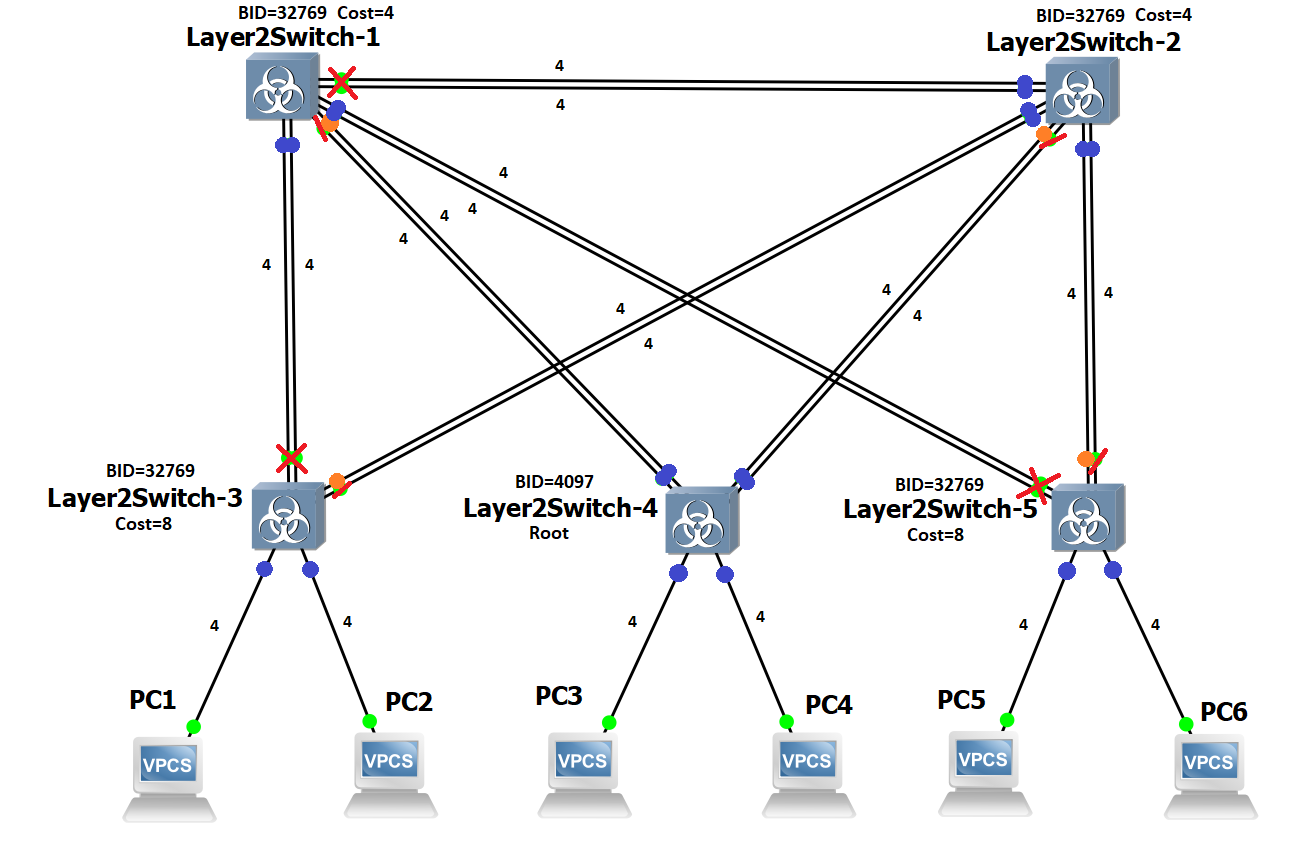 BID=32769 Cost=4
Layer2Switch-1
BID=32769 Cost=4
Layer2Switch-2
4
4
4
4
4
4
4
4
4
4
4
4
4
4
BID=32769
Layer2Switch-3
Cost=8
BID=4097
Layer2Switch-4
Root
BID=32769
Layer2Switch-5
Cost=8
4
4
4
4
4
4
PC1
PC2
PC3
PC4
PC5
PC6
VPCS
VPCS
VPCS
VPCS
VPCS
VPCS